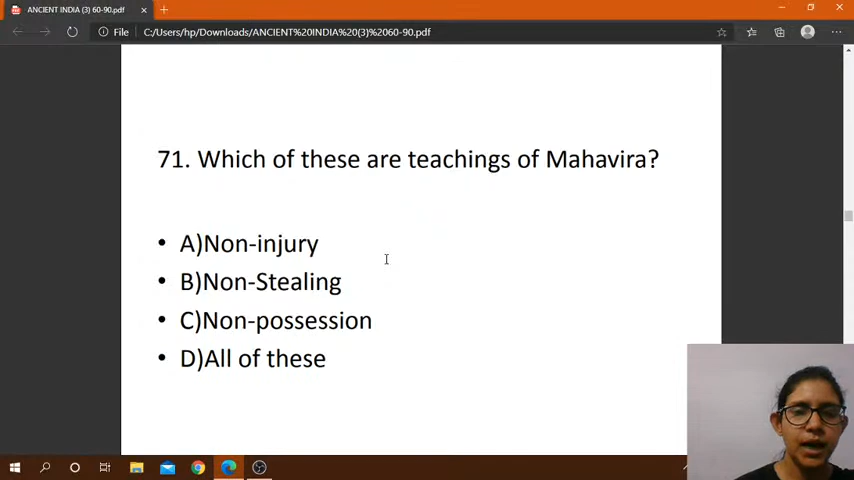 ANCIENT INDIA (3) 60-90.pdf
File
C:/Users/hp/Downloads/ANCIENT%20INDIA%20(3)%2060-90.pdf
71. Which of these are teachings of Mahavira?
• A)Non-injury
• B)Non-Stealing
• C)Non-possession
• D)All of these